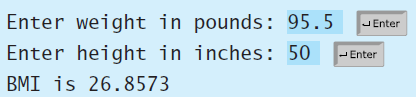 Enter weight in pounds: 95.5 ↵Enter
Enter height in inches: 50 ↵Enter
BMI is 26.8573